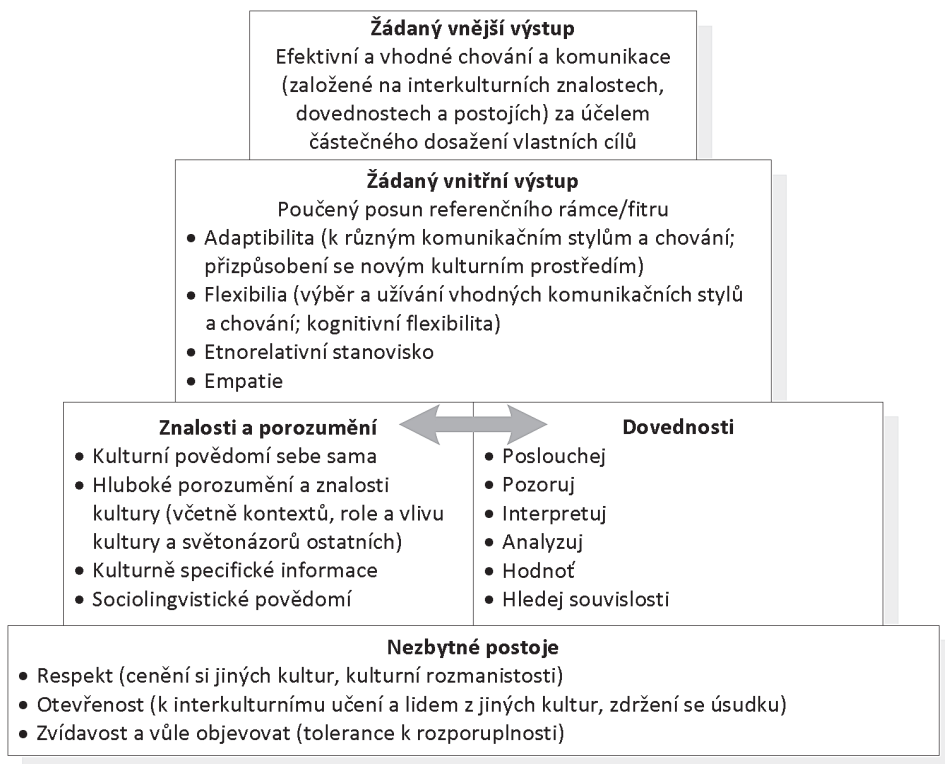 Žádaný vnější výstup
Efektivní a vhodné chování a komunikace
(založené na interkulturních znalostech,
dovednostech a postojích) za účelem
částečného dosažení vlastních cílů
Žádaný vnitřní výstup
Poučený posun referenčního rámce/fitru
• Adaptibilita (k různým komunikačním stylům a chování;
přizpůsobení se novým kulturním prostředím)
• Flexibilia (výběr a užívání vhodných komunikačních stylů
a chování; kognitivní flexibilita)
• Etnorelativní stanovisko
• Empatie
Znalosti a porozumění
• Kulturní povědomí sebe sama
• Hluboké porozumění a znalosti
kultury (včetně kontextů, role a vlivu
kultury a světonázorů ostatních)
• Kulturně specifické informace
• Sociolingvistické povědomí
Dovednosti
• Poslouchej
• Pozoruj
• Interpretuj
• Analyzuj
• Hodnoť
• Hledej souvislosti
Nezbytné postoje
• Respekt (cenění si jiných kultur, kulturní rozmanistosti)
• Otevřenost (k interkulturnímu učení a lidem z jiných kultur, zdržení se úsudku)
• Zvídavost a vůle objevovat (tolerance k rozporuplnosti)